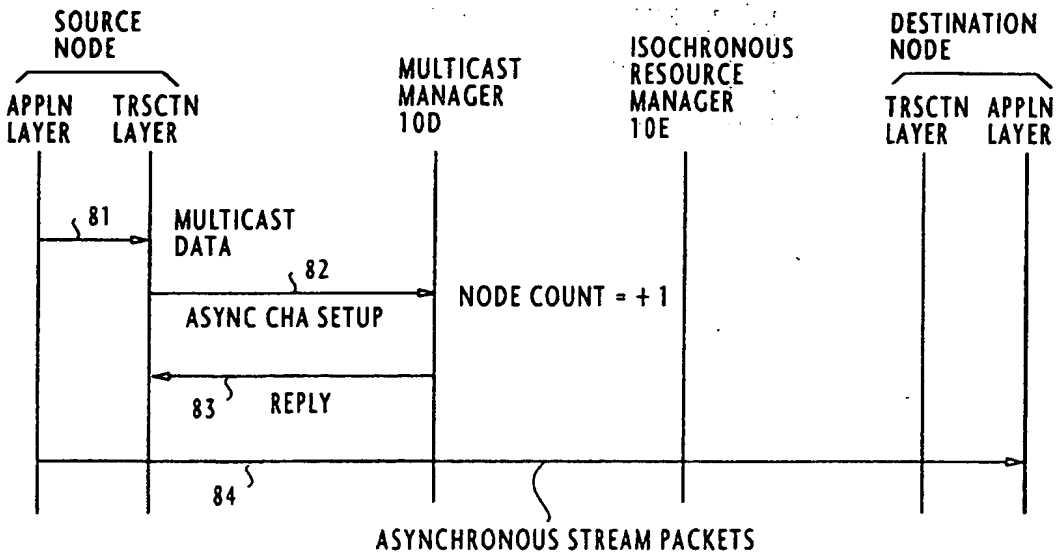 SOURCE
NODE
APPLN
LAYER
TRSCTN
LAYER
MULTICAST
MANAGER
10D
ISOCHRONOUS
RESOURCE
MANAGER
10E
DESTINATION
NODE
TRSCTN
LAYER
APPLN
LAYER
81
MULTICAST
DATA
82
ASYNC CHA SETUP
NODE COUNT = + 1
83
REPLY
84
ASYNCHRONOUS STREAM PACKETS